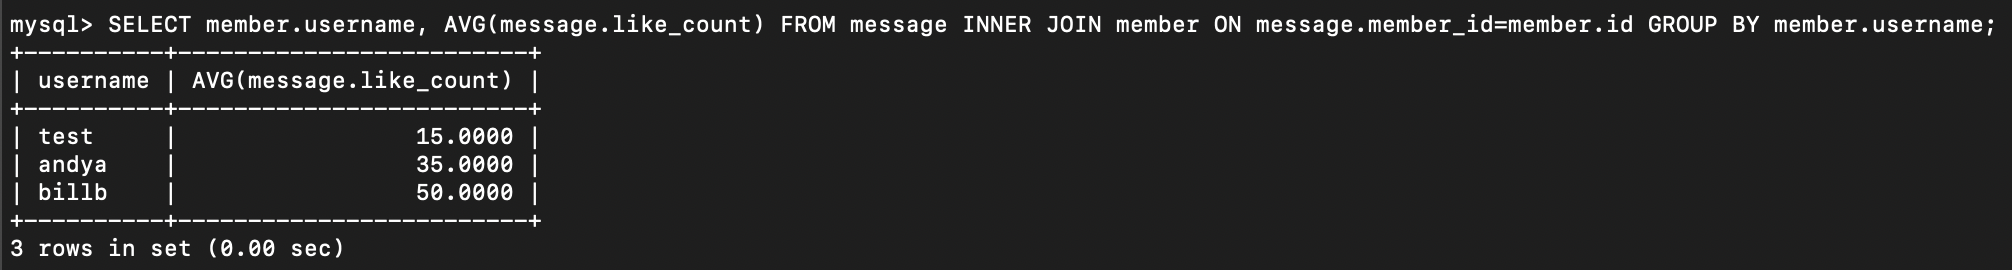 mysql> SELECT member.username, AVG(message.like_count) FROM message INNER JOIN member ON message.member_id=member.id GROUP BY member.username;
+----------+-------------------------+
| username | AVG(message.like_count) |
+----------+-------------------------+
| test     |                 15.0000 |
| andya    |                 35.0000 |
| billb    |                 50.0000 |
+----------+-------------------------+
3 rows in set (0.00 sec)